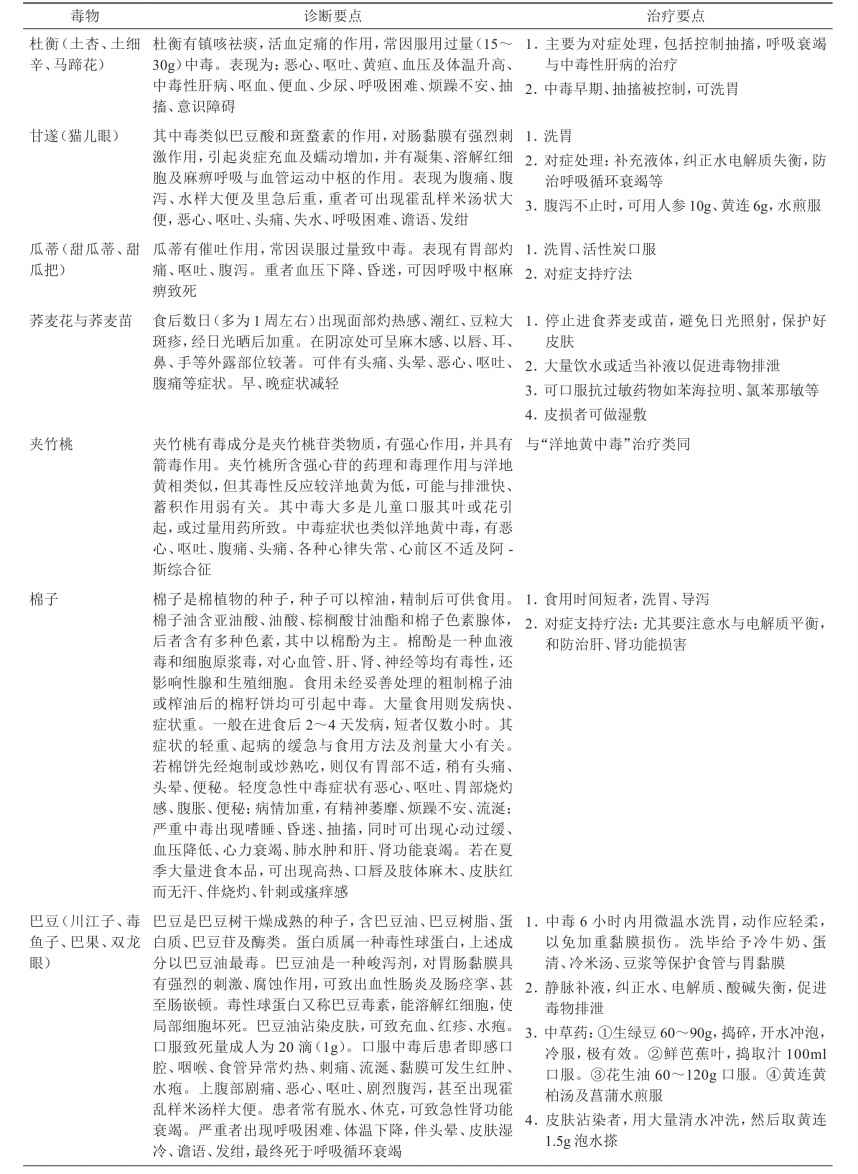 毒物 诊断要点 治疗要点
杜衡（土杏、土细辛、马蹄花）
杜衡有镇咳祛痰，活血定痛的作用，常因服用过量（15～
30g）中毒。表现为：恶心、呕吐、黄疸、血压及体温升高、
中毒性肝病、呕血、便血、少尿、呼吸困难、烦躁不安、抽
搐、意识障碍
1. 主要为对症处理，包括控制抽搐，呼吸衰竭
与中毒性肝病的治疗
2. 中毒早期、抽搐被控制，可洗胃
甘遂（猫儿眼）
其中毒类似巴豆酸和斑蝥素的作用，对肠黏膜有强烈刺
激作用，引起炎症充血及蠕动增加，并有凝集、溶解红细
胞及麻痹呼吸与血管运动中枢的作用。表现为腹痛、腹
泻、水样大便及里急后重，重者可出现霍乱样米汤状大
便，恶心、呕吐、头痛、失水、呼吸困难、谵语、发绀
1. 洗胃
2. 对症处理：补充液体，纠正水电解质失衡，防
治呼吸循环衰竭等
3. 腹泻不止时，可用人参10g、黄连6g，水煎服
瓜蒂（甜瓜蒂、甜
瓜把）
瓜蒂有催吐作用，常因误服过量致中毒。表现有胃部灼
痛、呕吐、腹泻。重者血压下降、昏迷，可因呼吸中枢麻
痹致死
1. 洗胃、活性炭口服
2. 对症支持疗法
荞麦花与荞麦苗
食后数日（多为1周左右）出现面部灼热感、潮红、豆粒大
斑疹，经日光晒后加重。在阴凉处可呈麻木感、以唇、耳、
鼻、手等外露部位较著。可伴有头痛、头晕、恶心、呕吐、
腹痛等症状。早、晚症状减轻
1. 停止进食荞麦或苗，避免日光照射，保护好
皮肤
2. 大量饮水或适当补液以促进毒物排泄
3. 可口服抗过敏药物如苯海拉明、氯苯那敏等
4. 皮损者可做湿敷
夹竹桃
夹竹桃有毒成分是夹竹桃苷类物质，有强心作用，并具有
箭毒作用。夹竹桃所含强心苷的药理和毒理作用与洋地
黄相类似，但其毒性反应较洋地黄为低，可能与排泄快、
蓄积作用弱有关。其中毒大多是儿童口服其叶或花引
起，或过量用药所致。中毒症状也类似洋地黄中毒，有恶
心、呕吐、腹痛、头痛、各种心律失常、心前区不适及阿-
斯综合征
与“洋地黄中毒”治疗类同
棉子
棉子是棉植物的种子，种子可以榨油，精制后可供食用。
棉子油含亚油酸、油酸、棕榈酸甘油酯和棉子色素腺体，
后者含有多种色素，其中以棉酚为主。棉酚是一种血液
毒和细胞原浆毒，对心血管、肝、肾、神经等均有毒性，还
影响性腺和生殖细胞。食用未经妥善处理的粗制棉子油
或榨油后的棉籽饼均可引起中毒。大量食用则发病快、
症状重。一般在进食后2～4天发病，短者仅数小时。其
症状的轻重、起病的缓急与食用方法及剂量大小有关。
若棉饼先经炮制或炒熟吃，则仅有胃部不适，稍有头痛、
头晕、便秘。轻度急性中毒症状有恶心、呕吐、胃部烧灼
感、腹胀、便秘；病情加重，有精神萎靡、烦躁不安、流涎；
严重中毒出现嗜睡、昏迷、抽搐，同时可出现心动过缓、
血压降低、心力衰竭、肺水肿和肝、肾功能衰竭。若在夏
季大量进食本品，可出现高热、口唇及肢体麻木、皮肤红
而无汗、伴烧灼、针刺或瘙痒感
1. 食用时间短者，洗胃、导泻
2. 对症支持疗法：尤其要注意水与电解质平衡，
和防治肝、肾功能损害
巴豆（川江子、毒
鱼子、巴果、双龙
眼）
巴豆是巴豆树干燥成熟的种子，含巴豆油、巴豆树脂、蛋
白质、巴豆苷及酶类。蛋白质属一种毒性球蛋白，上述成
分以巴豆油最毒。巴豆油是一种峻泻剂，对胃肠黏膜具
有强烈的刺激、腐蚀作用，可致出血性肠炎及肠痉挛、甚
至肠嵌顿。毒性球蛋白又称巴豆毒素，能溶解红细胞，使
局部细胞坏死。巴豆油沾染皮肤，可致充血、红疹、水疱。
口服致死量成人为20滴（1g）。口服中毒后患者即感口
腔、咽喉、食管异常灼热、刺痛、流涎、黏膜可发生红肿、
水疱。上腹部剧痛、恶心、呕吐、剧烈腹泻，甚至出现霍
乱样米汤样大便。患者常有脱水、休克，可致急性肾功能
衰竭。严重者出现呼吸困难、体温下降，伴头晕、皮肤湿
冷、谵语、发绀，最终死于呼吸循环衰竭
1. 中毒6小时内用微温水洗胃，动作应轻柔，
以免加重黏膜损伤。洗毕给予冷牛奶、蛋
清、冷米汤、豆浆等保护食管与胃黏膜
2. 静脉补液，纠正水、电解质、酸碱失衡，促进
毒物排泄
3. 中草药：①生绿豆60～90g，捣碎，开水冲泡，
冷服，极有效。②鲜芭蕉叶，捣取汁100ml
口服。③花生油60～120g口服。④黄连黄
柏汤及菖蒲水煎服
4. 皮肤沾染者，用大量清水冲洗，然后取黄连
1.5g泡水搽